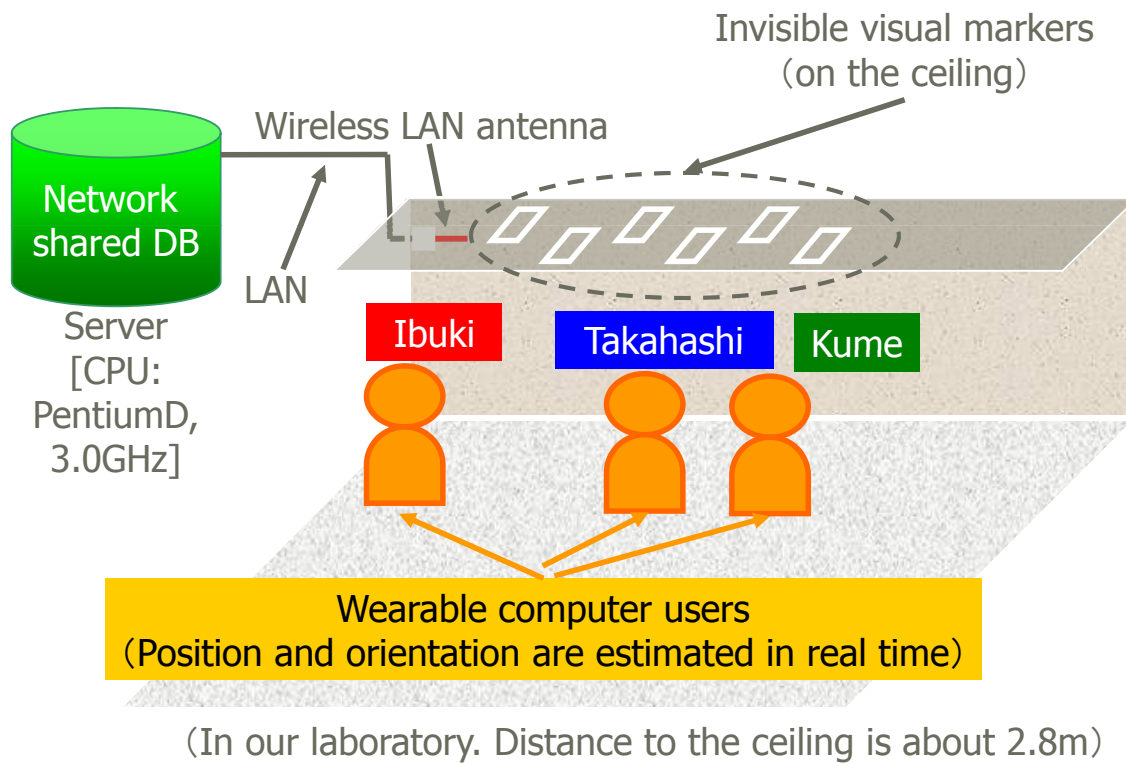 Invisible visual markers
（on the ceiling）
Wireless LAN antenna
Network
shared DB
LAN
Server
[CPU:
PentiumD,
3.0GHz]
Ibuki
Takahashi
Kume
Wearable computer users
（Position and orientation are estimated in real time）
（In our laboratory. Distance to the ceiling is about 2.8m）